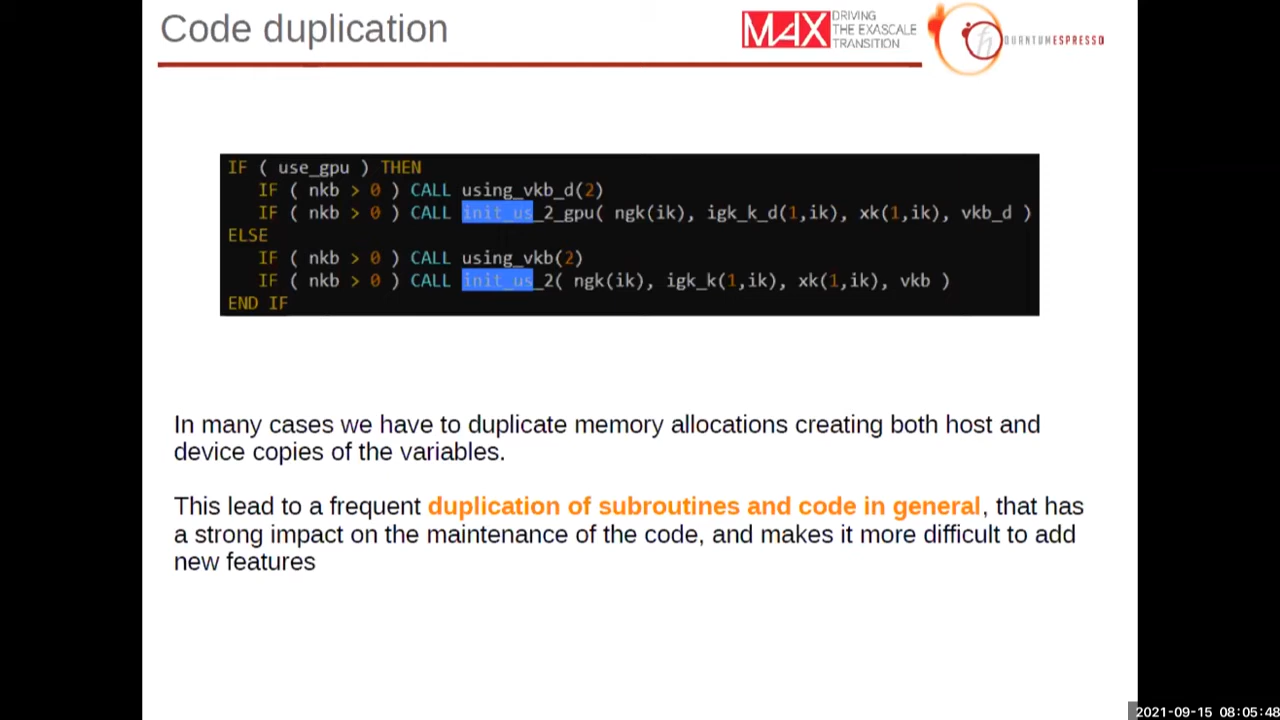 Code duplication
MAX DRIVING
THE EXASCALE
TRANSITION
QUANTUMESPRESSO
IF ( use_gpu ) THEN
IF ( nkb > 0 ) CALL using_vkb_d(2)
IF ( nkb > 0 ) CALL init_us_2_gpu( ngk(ik), igk_k_d(1,ik), xk(1,ik), vkb_d )
ELSE
IF ( nkb > 0 ) CALL using_vkb(2)
IF ( nkb > 0 ) CALL init_us_2( ngk(ik), igk_k(1,ik), xk(1,ik), vkb )
END IF
In many cases we have to duplicate memory allocations creating both host and
device copies of the variables.
This lead to a frequent duplication of subroutines and code in general, that has
a strong impact on the maintenance of the code, and makes it more difficult to add
new features
2021-09-15 08:05:48